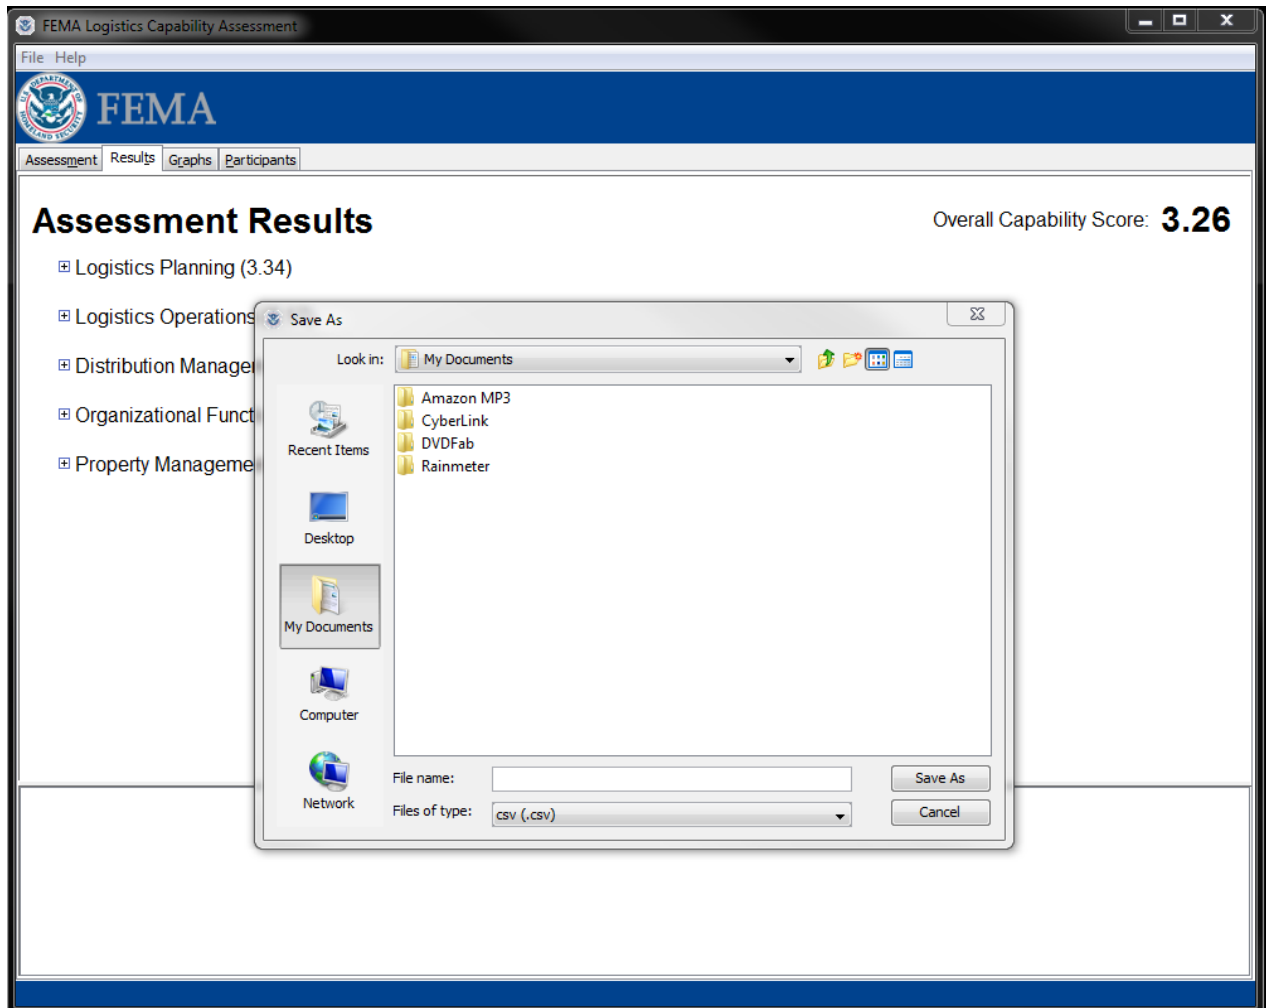 FEMA Logistics Capability Assessment
File Help
FEMA
Assessment Results Graphs Participants
Assessment Results
Overall Capability Score: 3.26
Logistics Planning (3.34)
Logistics Operations
Distribution Manage
Organizational Funct
Property Manageme
Save As
Look in: My Documents
Recent Items
Desktop
My Documents
Computer
Network
Amazon MP3
CyberLink
DVDFab
Rainmeter
File name:
Save As
Files of type: csv (.csv)
Cancel